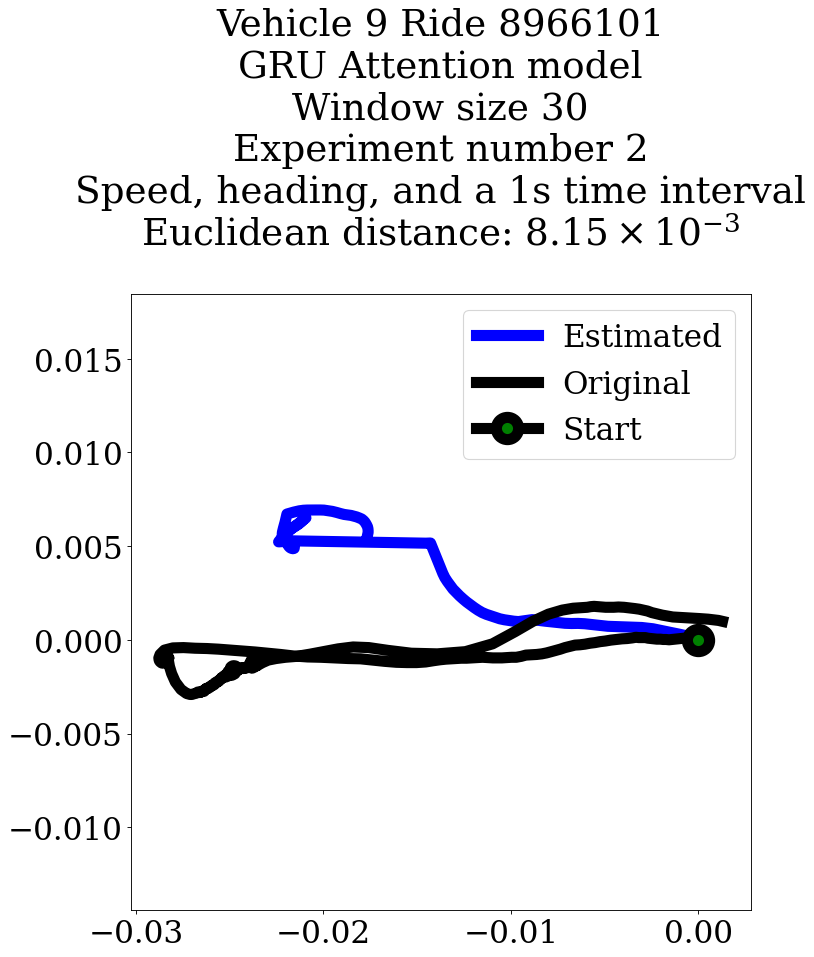 Vehicle 9 Ride 8966101
GRU Attention model
Window size 30
Experiment number 2
Speed, heading, and a 1s time interval
Euclidean distance: 8.15 × 10⁻³
Estimated
Original
Start
0.015
0.010
0.005
0.000
−0.005
−0.010
−0.03 −0.02 −0.01 0.00